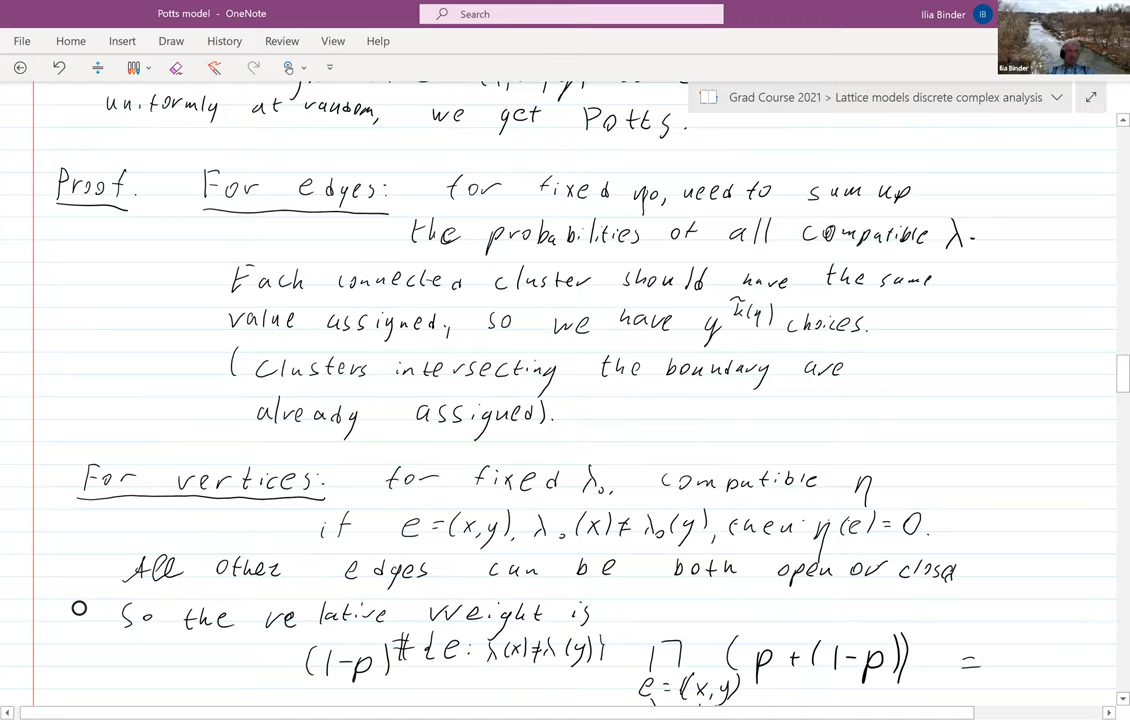 Potts model - OneNote
Search
Ilia Binder
IB
File Home Insert Draw History Review View Help
Ilia Binder
Grad Course 2021 > Lattice models discrete complex analysis
uniformly at random, we get Potts.
Proof. For edges: for fixed η₀, need to sum up
the probabilities of all compatible λ.
Each connected cluster should have the same
value assigned, so we have q^{k̃(η)} choices.
(clusters intersecting the boundary are
already assigned).
For vertices: for fixed λ₀, compatible η
if e=(x,y), λ₀(x)≠λ₀(y), then: η(e)=0.
All other edges can be both open or closed
So the relative weight is
(1-p)^{#{e: λ(x)≠λ(y)}} ∏ (p+(1-p)) =
e=(x,y)